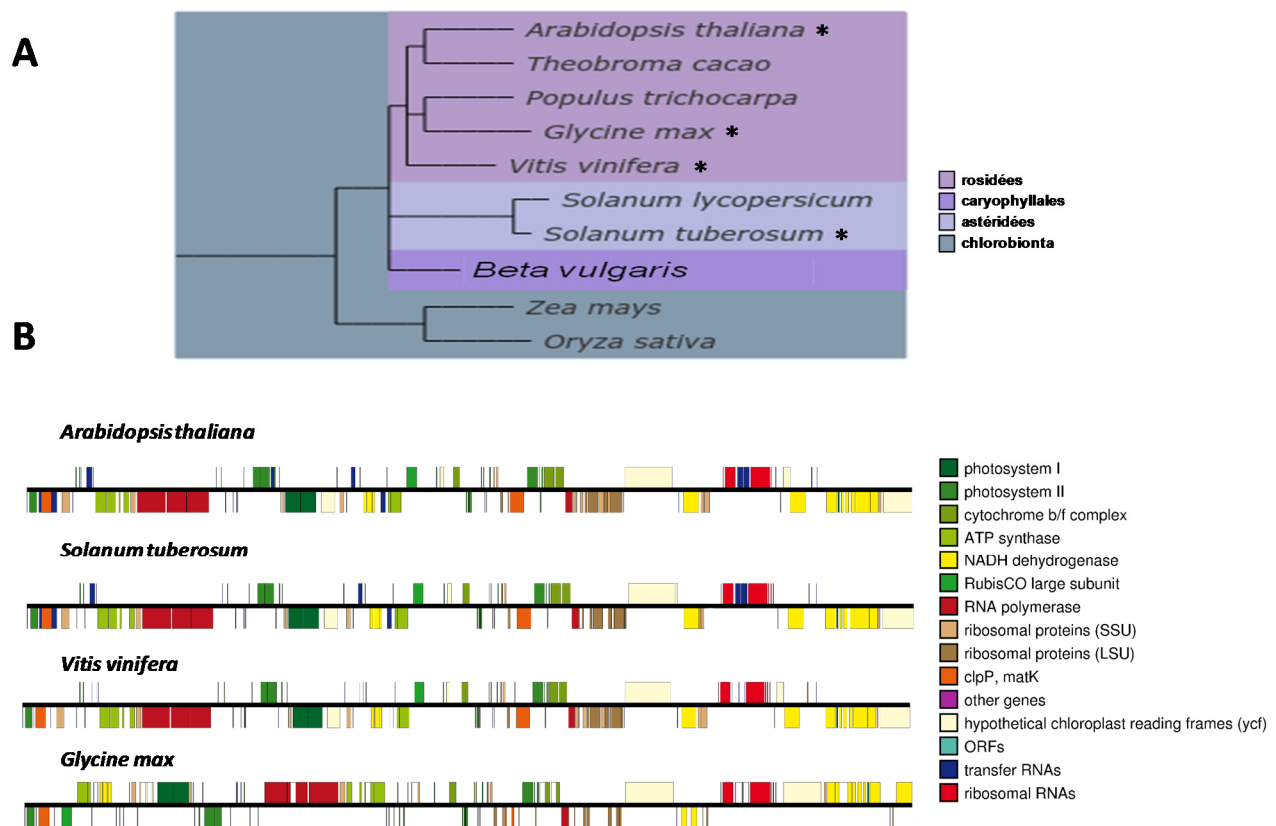 A
Arabidopsis thaliana *
Theobroma cacao
Populus trichocarpa
Glycine max *
Vitis vinifera *
Solanum lycopersicum
Solanum tuberosum *
Beta vulgaris
Zea mays
Oryza sativa
rosidées
caryophyllales
astéridées
chlorobionta
B
Arabidopsis thaliana
Solanum tuberosum
Vitis vinifera
Glycine max
photosystem I
photosystem II
cytochrome b/f complex
ATP synthase
NADH dehydrogenase
RubisCO large subunit
RNA polymerase
ribosomal proteins (SSU)
ribosomal proteins (LSU)
clpP, matK
other genes
hypothetical chloroplast reading frames (ycf)
ORFs
transfer RNAs
ribosomal RNAs